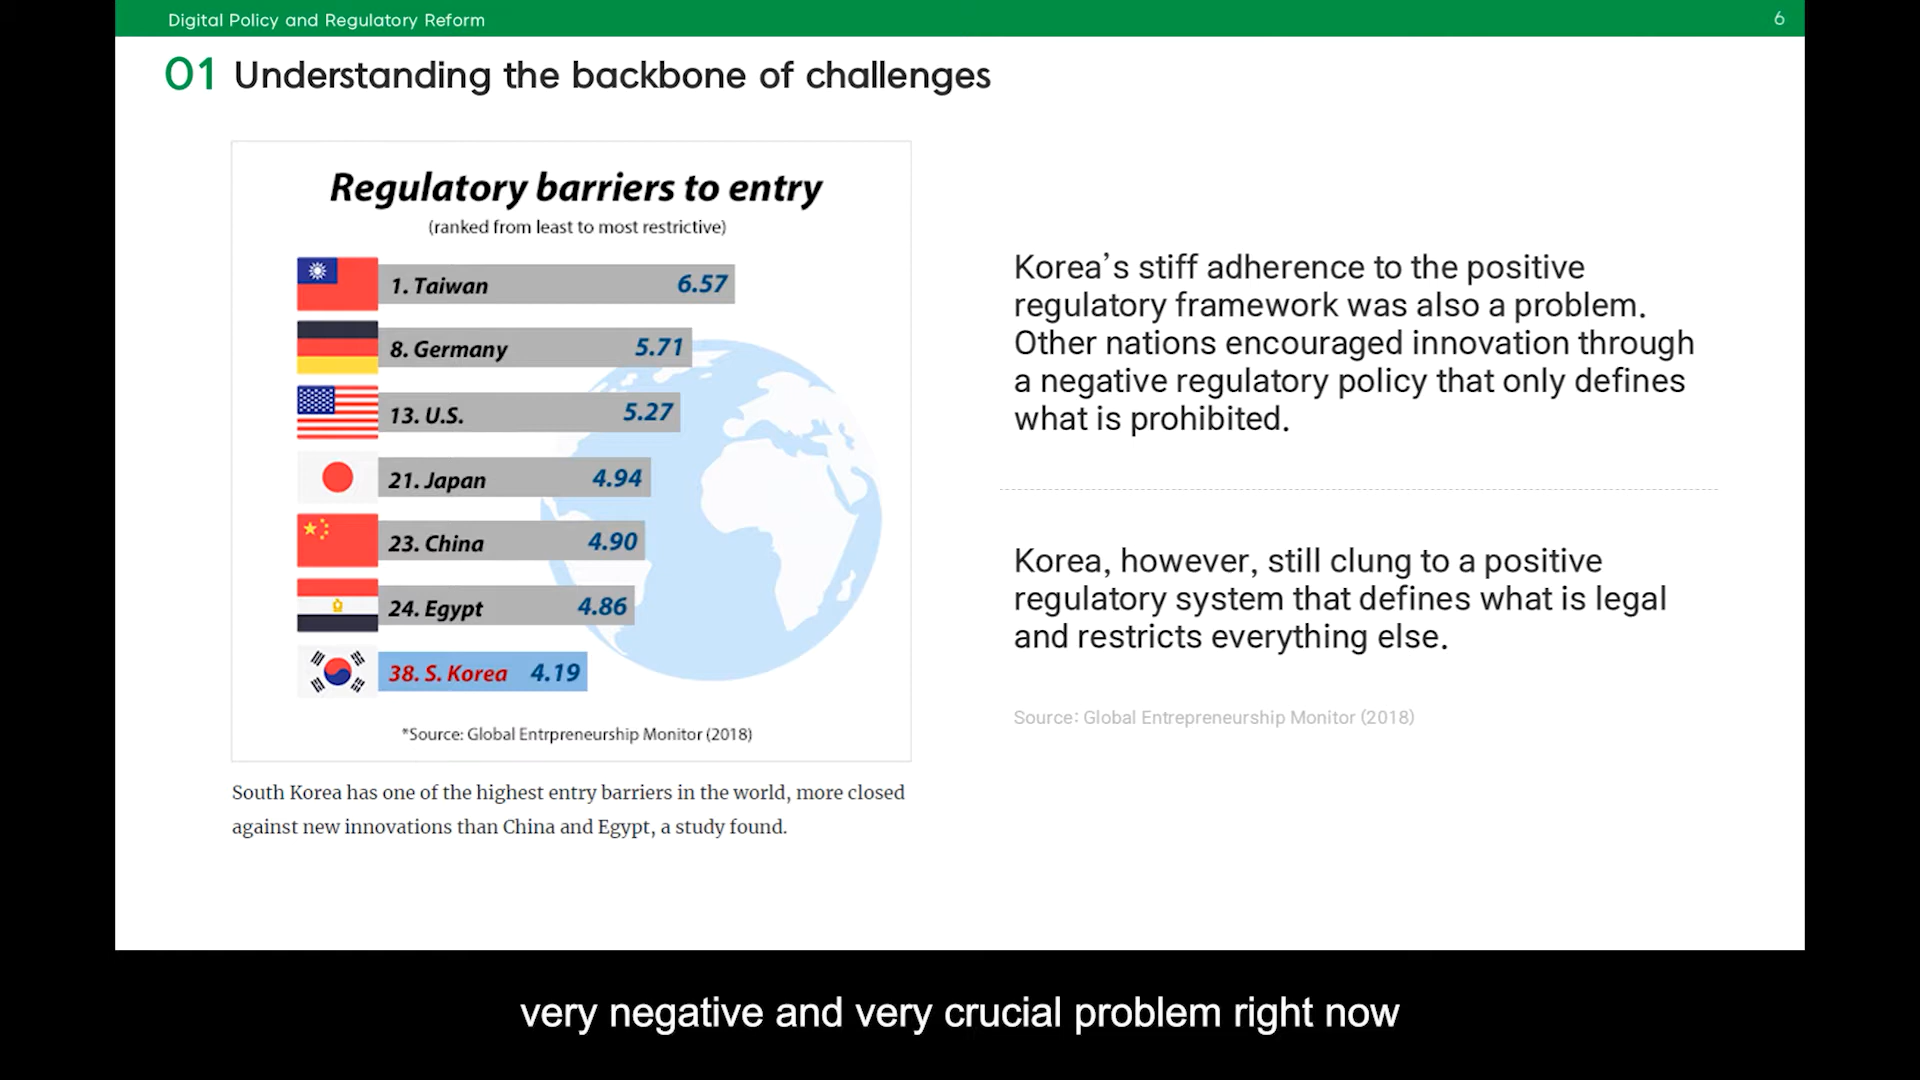 Digital Policy and Regulatory Reform
6
01 Understanding the backbone of challenges
Regulatory barriers to entry
(ranked from least to most restrictive)
1. Taiwan 6.57
8. Germany 5.71
13. U.S. 5.27
21. Japan 4.94
23. China 4.90
24. Egypt 4.86
38. S. Korea 4.19
*Source: Global Entrpreneurship Monitor (2018)
South Korea has one of the highest entry barriers in the world, more closed
against new innovations than China and Egypt, a study found.
Korea’s stiff adherence to the positive
regulatory framework was also a problem.
Other nations encouraged innovation through
a negative regulatory policy that only defines
what is prohibited.
Korea, however, still clung to a positive
regulatory system that defines what is legal
and restricts everything else.
Source: Global Entrepreneurship Monitor (2018)
very negative and very crucial problem right now